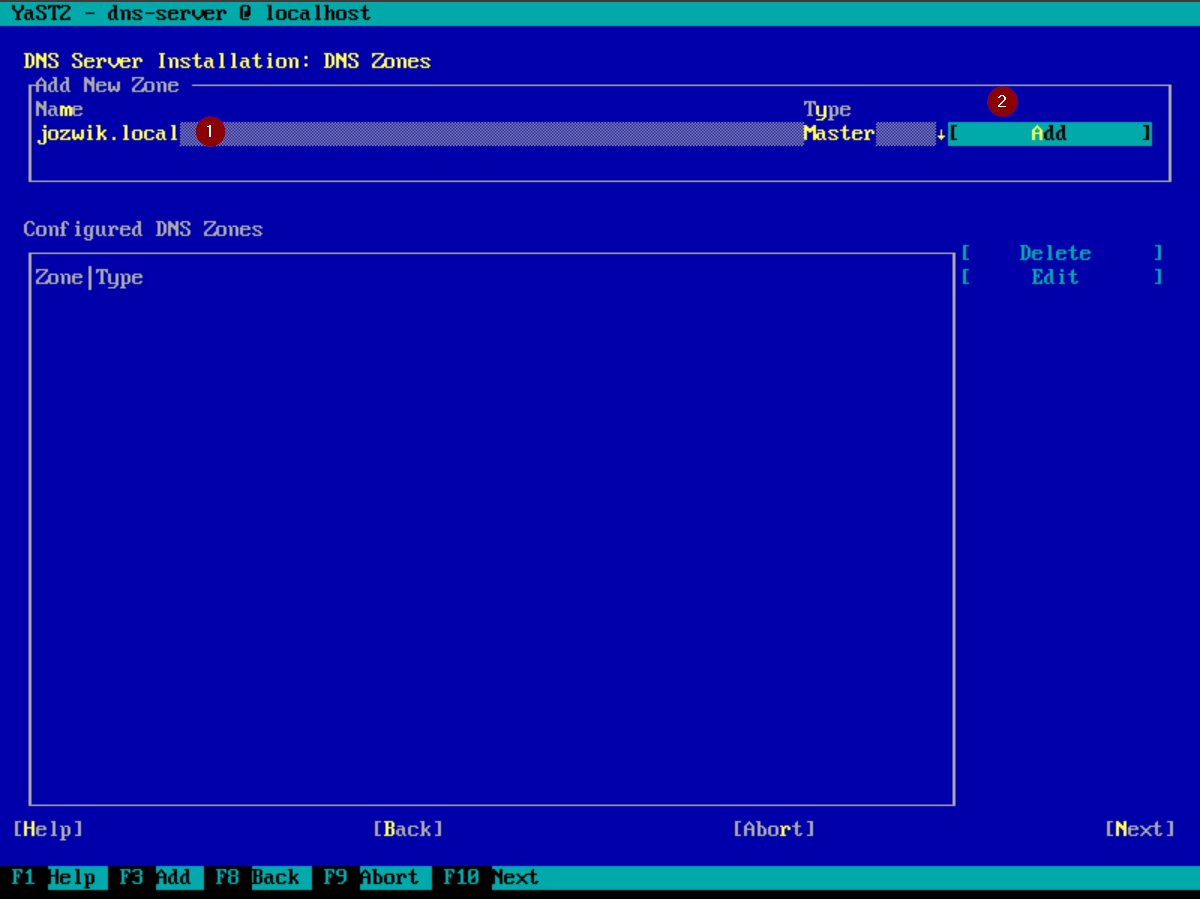 YaST2 - dns-server @ localhost
DNS Server Installation: DNS Zones
Add New Zone
Name Type 2
jozwik.local 1 Master ↓[ Add ]
Configured DNS Zones
[ Delete ]
Zone|Type [ Edit ]
[Help] [Back] [Abort] [Next]
F1 Help F3 Add F8 Back F9 Abort F10 Next